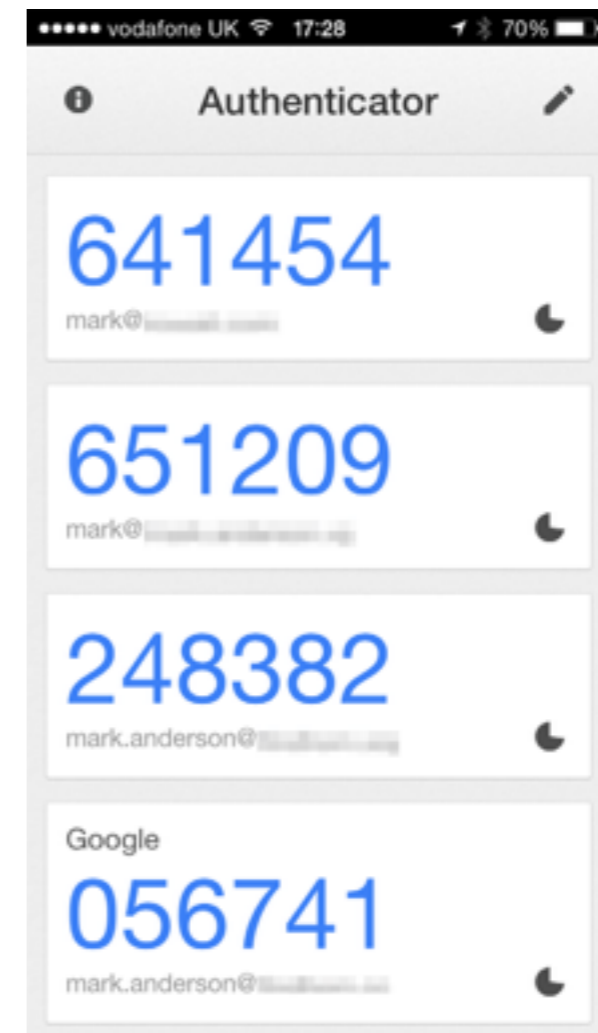 vodafone UK 17:28 70%
Authenticator
641454
mark@
651209
mark@
248382
mark.anderson@
Google
056741
mark.anderson@